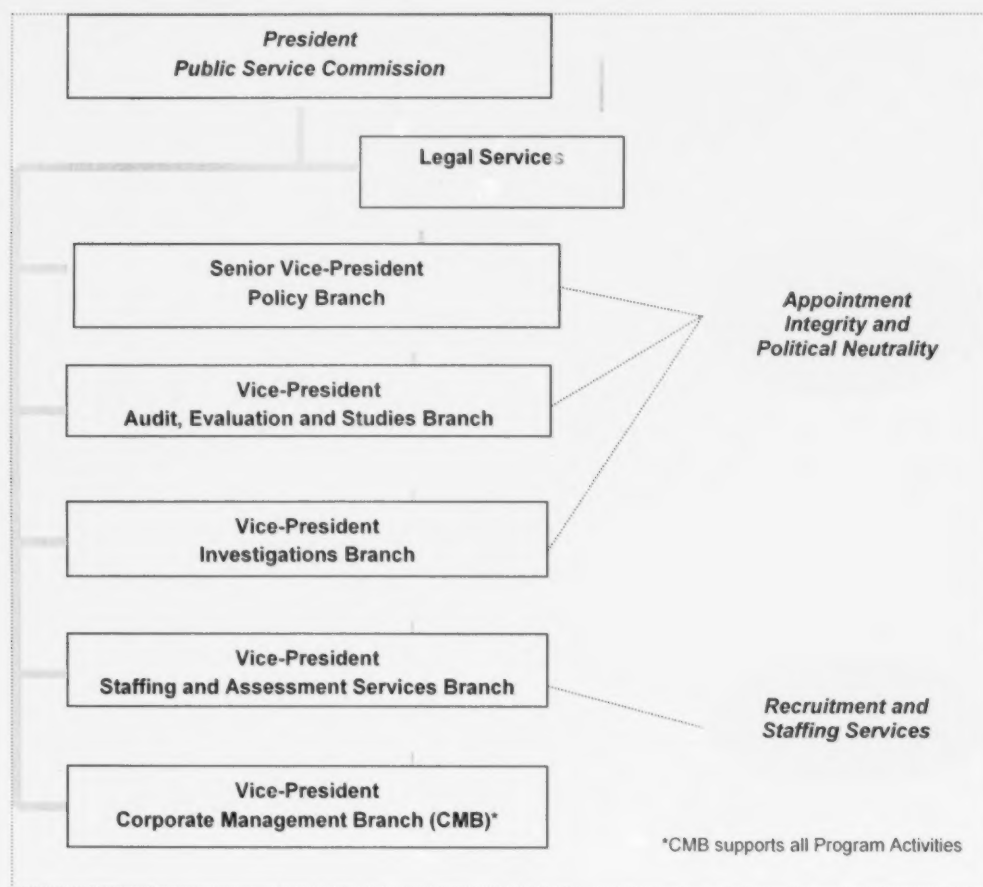 President
Public Service Commission
Legal Services
Senior Vice-President
Policy Branch
Appointment
Integrity and
Political Neutrality
Vice-President
Audit, Evaluation and Studies Branch
Vice-President
Investigations Branch
Vice-President
Staffing and Assessment Services Branch
Recruitment and
Staffing Services
Vice-President
Corporate Management Branch (CMB)*
*CMB supports all Program Activities